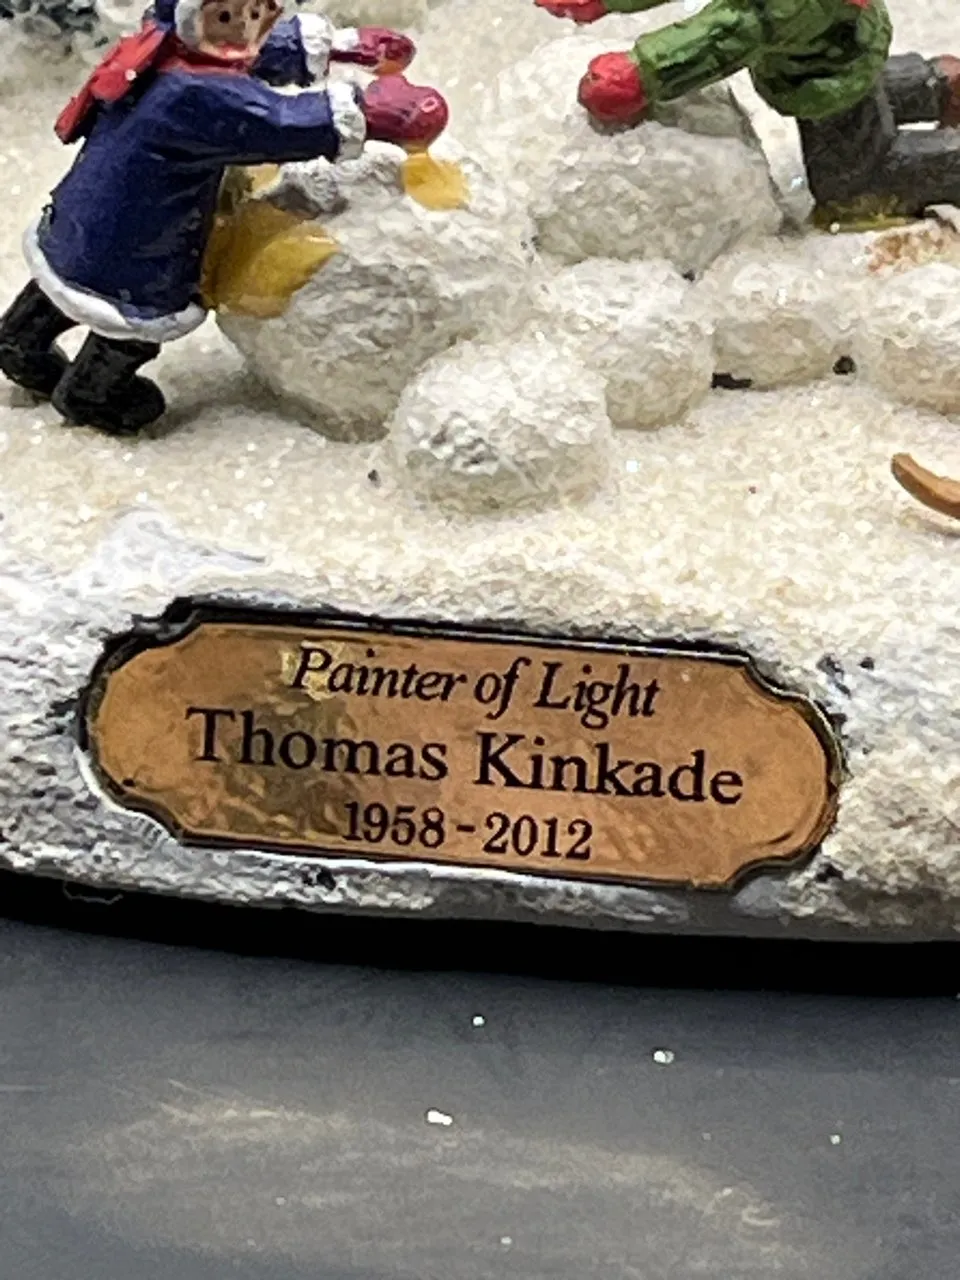 Painter of Light
Thomas Kinkade
1958-2012